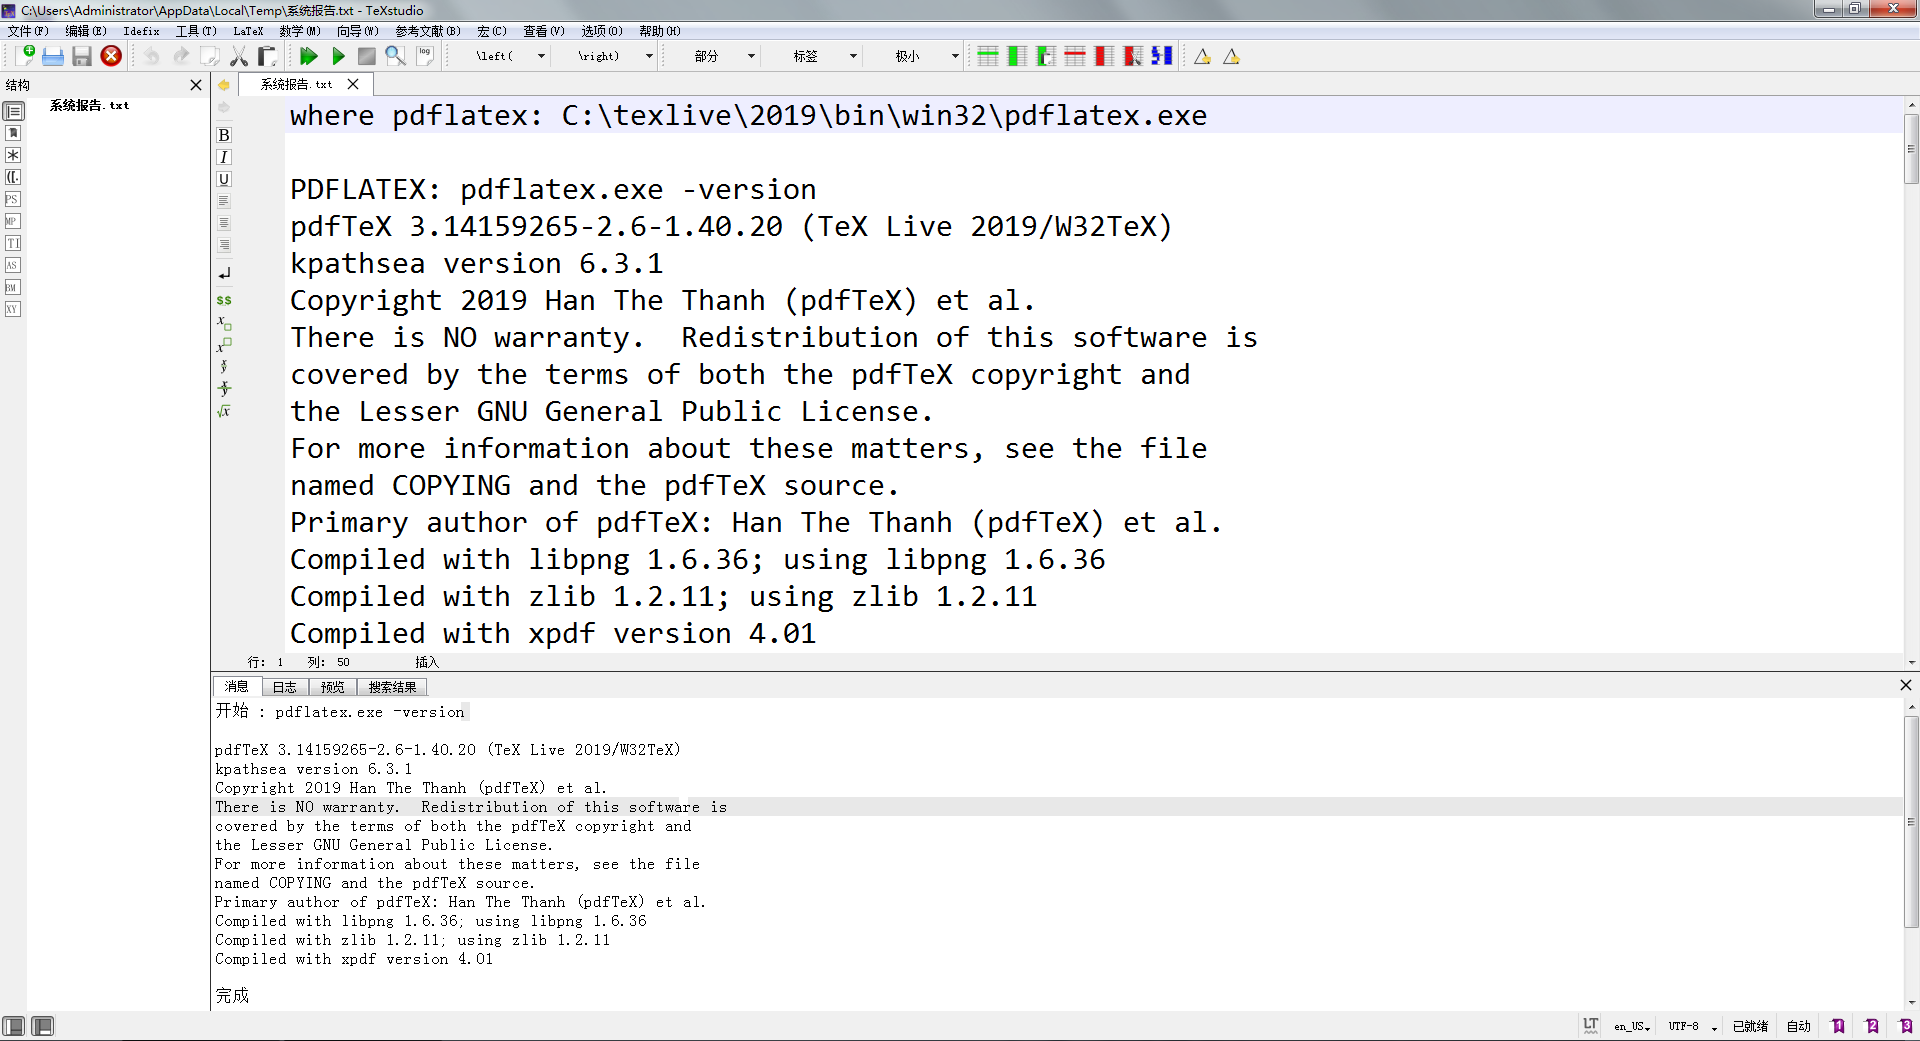 C:\Users\Administrator\AppData\Local\Temp\系统报告.txt - TeXstudio
文件(F) 编辑(E) Idefix 工具(T) LaTeX 数学(M) 向导(W) 参考文献(B) 宏(C) 查看(V) 选项(O) 帮助(H)
log \left( \right) 部分 标签 极小
结构
系统报告.txt
系统报告.txt
PS
MP
TI
AS
BM
XY
B
I
U
$$
where pdflatex: C:\texlive\2019\bin\win32\pdflatex.exe
PDFLATEX: pdflatex.exe -version
pdfTeX 3.14159265-2.6-1.40.20 (TeX Live 2019/W32TeX)
kpathsea version 6.3.1
Copyright 2019 Han The Thanh (pdfTeX) et al.
There is NO warranty.  Redistribution of this software is
covered by the terms of both the pdfTeX copyright and
the Lesser GNU General Public License.
For more information about these matters, see the file
named COPYING and the pdfTeX source.
Primary author of pdfTeX: Han The Thanh (pdfTeX) et al.
Compiled with libpng 1.6.36; using libpng 1.6.36
Compiled with zlib 1.2.11; using zlib 1.2.11
Compiled with xpdf version 4.01
行: 1 列: 50 插入
消息 日志 预览 搜索结果
开始 : pdflatex.exe -version
pdfTeX 3.14159265-2.6-1.40.20 (TeX Live 2019/W32TeX)
kpathsea version 6.3.1
Copyright 2019 Han The Thanh (pdfTeX) et al.
There is NO warranty.  Redistribution of this software is
covered by the terms of both the pdfTeX copyright and
the Lesser GNU General Public License.
For more information about these matters, see the file
named COPYING and the pdfTeX source.
Primary author of pdfTeX: Han The Thanh (pdfTeX) et al.
Compiled with libpng 1.6.36; using libpng 1.6.36
Compiled with zlib 1.2.11; using zlib 1.2.11
Compiled with xpdf version 4.01
完成
LT en_US UTF-8 已就绪 自动 1 2 3